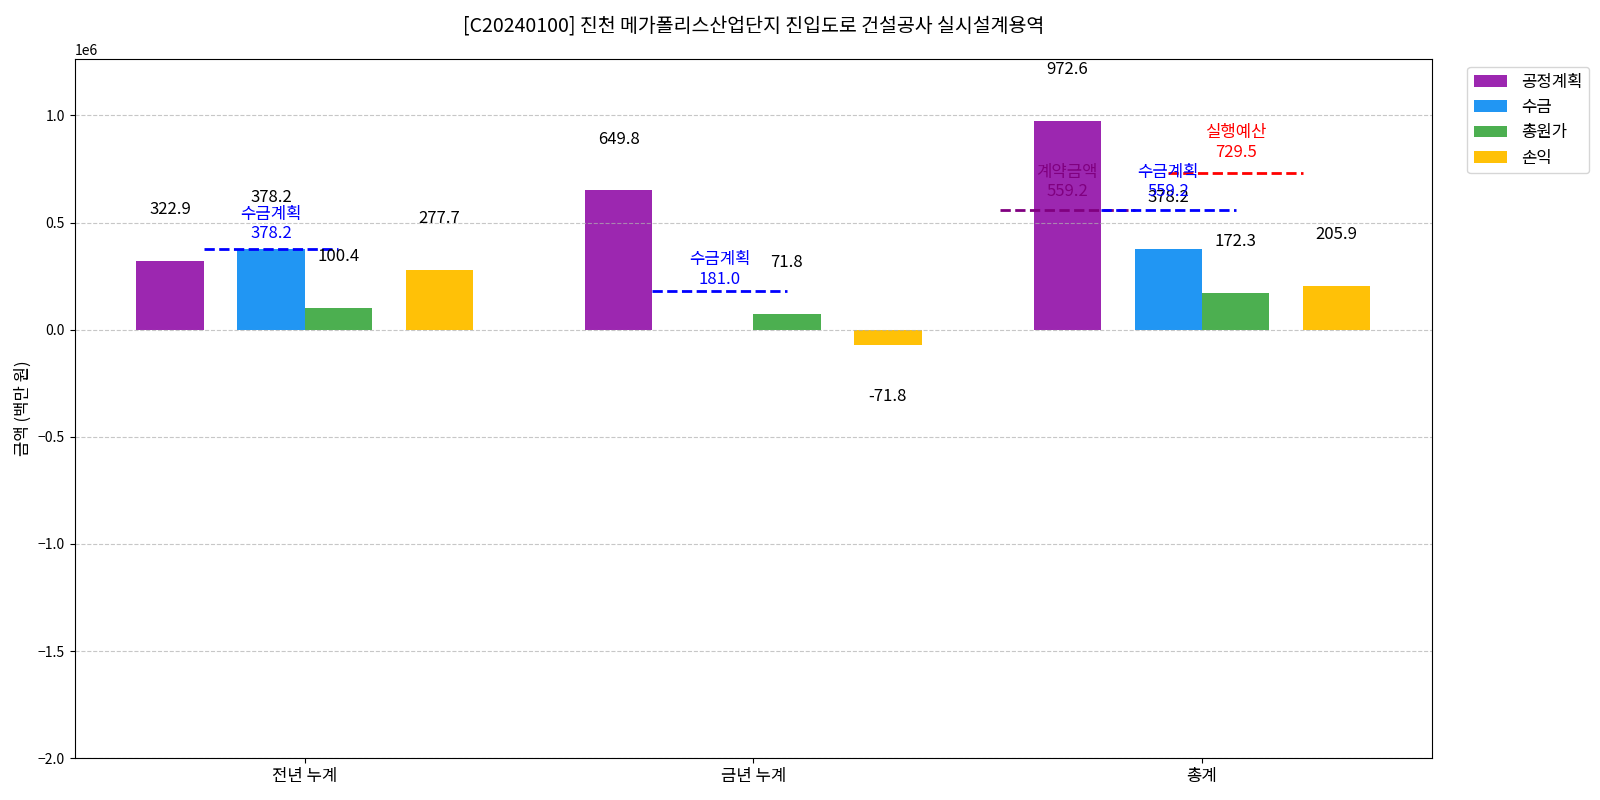 [C20240100] 진천 메가폴리스산업단지 진입도로 건설공사 실시설계용역
1e6
금액 (백만 원)
1.0
0.5
0.0
−0.5
−1.0
−1.5
−2.0
322.9
378.2
수금계획
378.2
100.4
277.7
649.8
수금계획
181.0
71.8
-71.8
972.6
계약금액
559.2
수금계획
559.2
378.2
실행예산
729.5
172.3
205.9
전년 누계
금년 누계
총계
공정계획
수금
총원가
손익